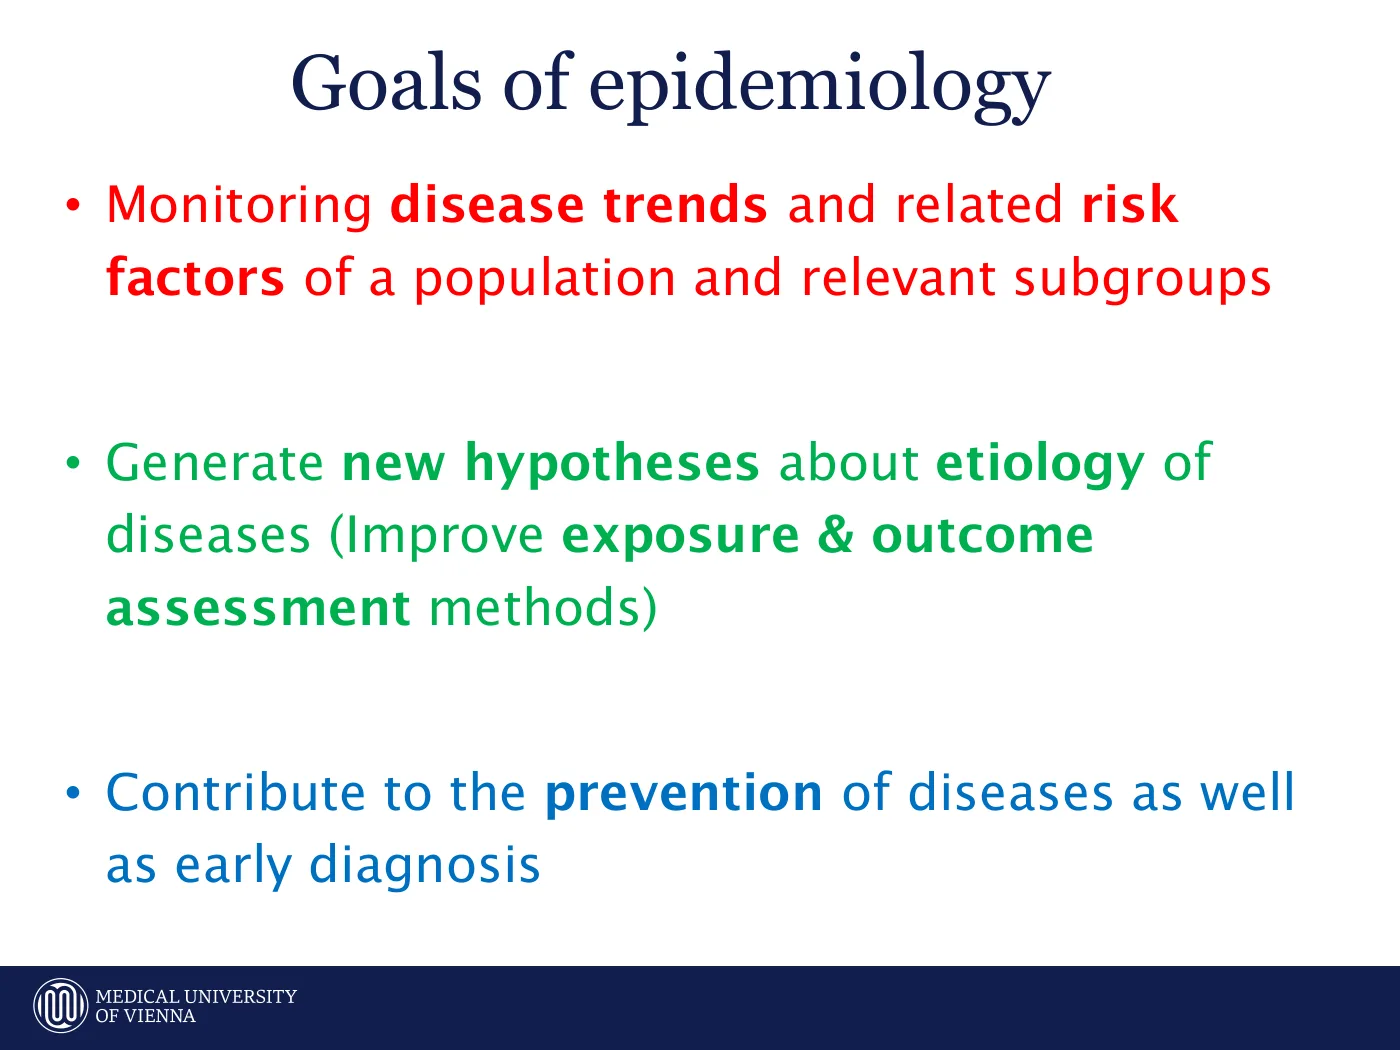 Goals of epidemiology
• Monitoring disease trends and related risk
factors of a population and relevant subgroups
• Generate new hypotheses about etiology of
diseases (Improve exposure & outcome
assessment methods)
• Contribute to the prevention of diseases as well
as early diagnosis
MEDICAL UNIVERSITY
OF VIENNA